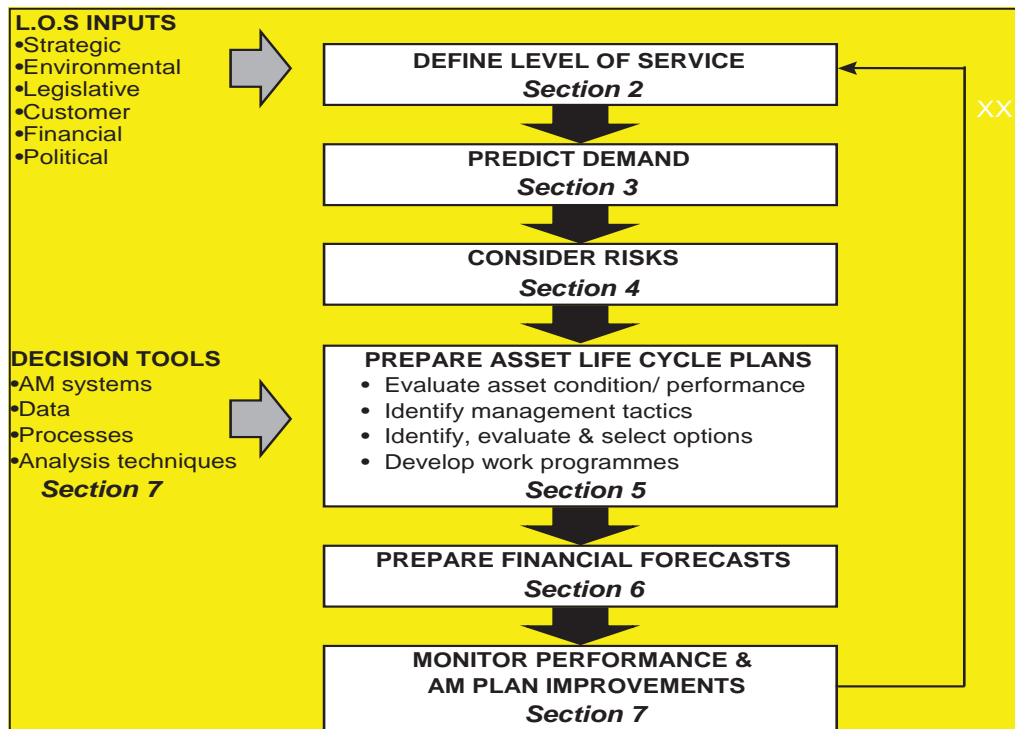 L.O.S INPUTS
•Strategic
•Environmental
•Legislative
•Customer
•Financial
•Political
DEFINE LEVEL OF SERVICE
Section 2
XX
PREDICT DEMAND
Section 3
CONSIDER RISKS
Section 4
DECISION TOOLS
•AM systems
•Data
•Processes
•Analysis techniques
Section 7
PREPARE ASSET LIFE CYCLE PLANS
• Evaluate asset condition/ performance
• Identify management tactics
• Identify, evaluate & select options
• Develop work programmes
Section 5
PREPARE FINANCIAL FORECASTS
Section 6
MONITOR PERFORMANCE &
AM PLAN IMPROVEMENTS
Section 7